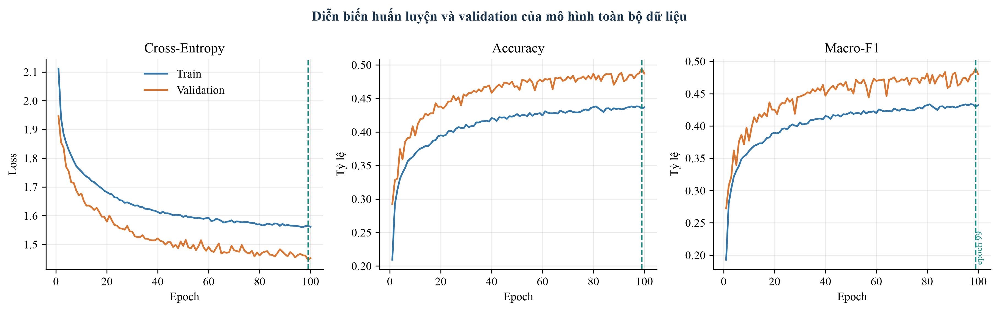 Diễn biến huấn luyện và validation của mô hình toàn bộ dữ liệu
Cross-Entropy
Loss
2.1
2.0
1.9
1.8
1.7
1.6
1.5
Train
Validation
0 20 40 60 80 100
Epoch
Accuracy
Tỷ lệ
0.50
0.45
0.40
0.35
0.30
0.25
0.20
0 20 40 60 80 100
Epoch
Macro-F1
Tỷ lệ
0.50
0.45
0.40
0.35
0.30
0.25
0.20
epoch 99
0 20 40 60 80 100
Epoch